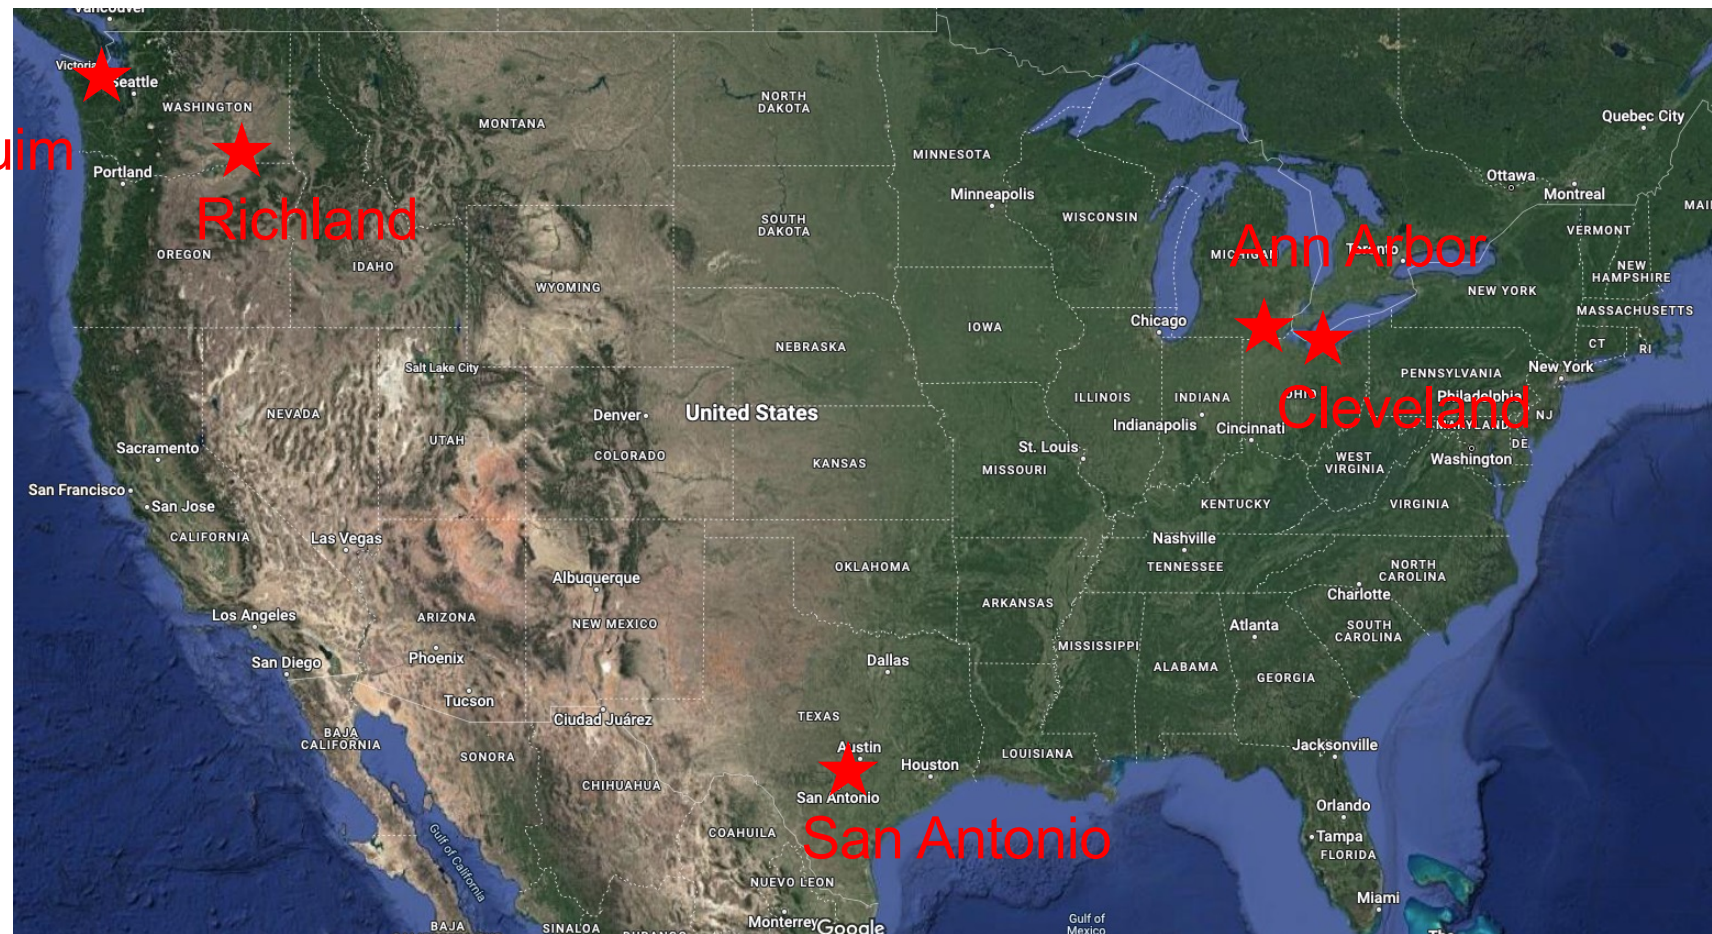 Vancouver
Victoria
Seattle
WASHINGTON
uim
Portland
Richland
OREGON
IDAHO
MONTANA
NORTH
DAKOTA
SOUTH
DAKOTA
WYOMING
MINNESOTA
Minneapolis
WISCONSIN
MICHIGAN
Ann Arbor
Toronto
Ottawa
Montreal
Quebec City
MAI
VERMONT
NEW
HAMPSHIRE
NEW YORK
MASSACHUSETTS
CT
RI
Chicago
IOWA
NEBRASKA
Salt Lake City
NEVADA
UTAH
Denver
United States
COLORADO
KANSAS
ILLINOIS
INDIANA
Indianapolis
Cincinnati
OHIO
Cleveland
PENNSYLVANIA
New York
Philadelphia
NJ
MARYLAND
DE
Washington
St. Louis
MISSOURI
WEST
VIRGINIA
KENTUCKY
VIRGINIA
Sacramento
San Francisco
San Jose
CALIFORNIA
Las Vegas
Los Angeles
San Diego
ARIZONA
Phoenix
Tucson
Albuquerque
NEW MEXICO
OKLAHOMA
ARKANSAS
Nashville
TENNESSEE
NORTH
CAROLINA
Charlotte
SOUTH
CAROLINA
Atlanta
MISSISSIPPI
ALABAMA
GEORGIA
Dallas
TEXAS
Ciudad Juárez
BAJA
CALIFORNIA
SONORA
CHIHUAHUA
Austin
Houston
LOUISIANA
San Antonio
San Antonio
Jacksonville
Orlando
Tampa
FLORIDA
Miami
Gulf of California
COAHUILA
NUEVO LEON
Monterrey
Google
Gulf of
Mexico
BAJA
SINALOA
DURANGO
The